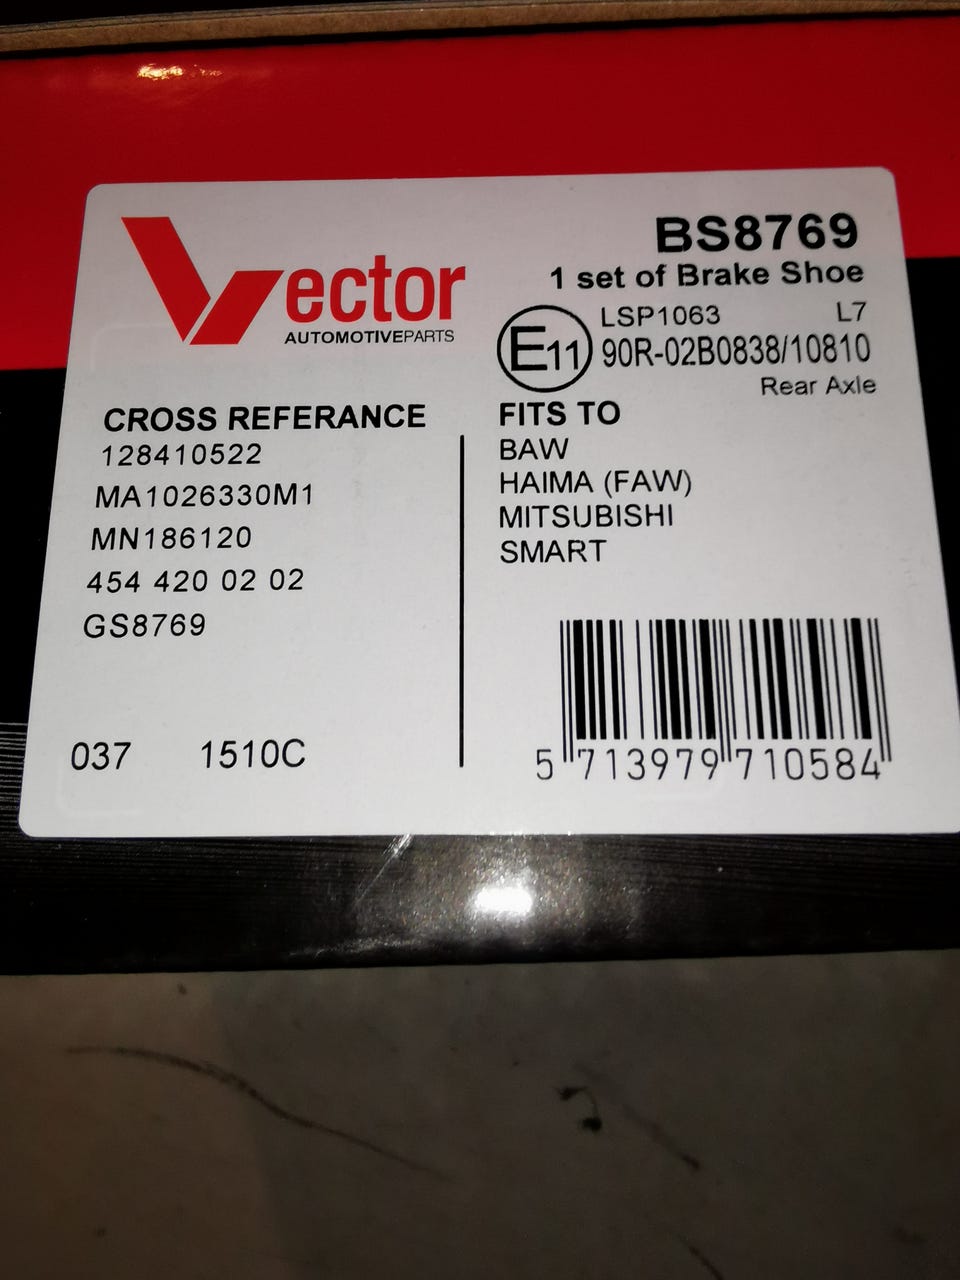 Vector
AUTOMOTIVEPARTS
BS8769
1 set of Brake Shoe
E11
LSP1063 L7
90R-02B0838/10810
Rear Axle
CROSS REFERANCE
128410522
MA1026330M1
MN186120
454 420 02 02
GS8769
037 1510C
FITS TO
BAW
HAIMA (FAW)
MITSUBISHI
SMART
5 713979 710584